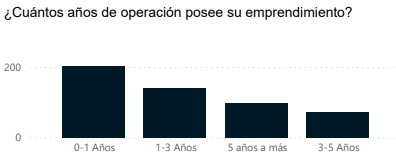 ¿Cuántos años de operación posee su emprendimiento?
200
0
0-1 Años
1-3 Años
5 años a más
3-5 Años